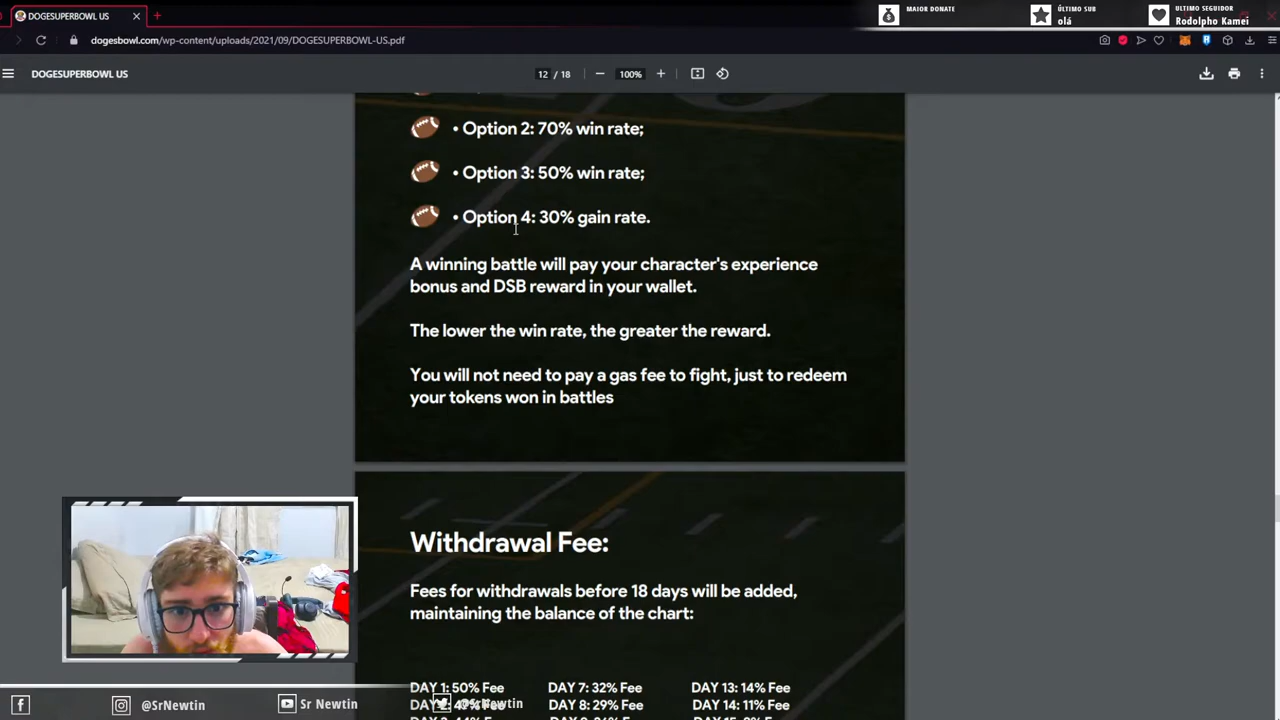 DOGESUPERBOWL US
MAIOR DONATE
ÚLTIMO SUB
olá
ÚLTIMO SEGUIDOR
Rodolpho Kamei
dogesbowl.com/wp-content/uploads/2021/09/DOGESUPERBOWL-US.pdf
DOGESUPERBOWL US
12 / 18
100%
• Option 2: 70% win rate;
• Option 3: 50% win rate;
• Option 4: 30% gain rate.
A winning battle will pay your character's experience
bonus and DSB reward in your wallet.
The lower the win rate, the greater the reward.
You will not need to pay a gas fee to fight, just to redeem
your tokens won in battles
Withdrawal Fee:
Fees for withdrawals before 18 days will be added,
maintaining the balance of the chart:
DAY 1: 50% Fee DAY 7: 32% Fee DAY 13: 14% Fee
DAY 8: 29% Fee DAY 14: 11% Fee
@SrNewtin
Sr Newtin